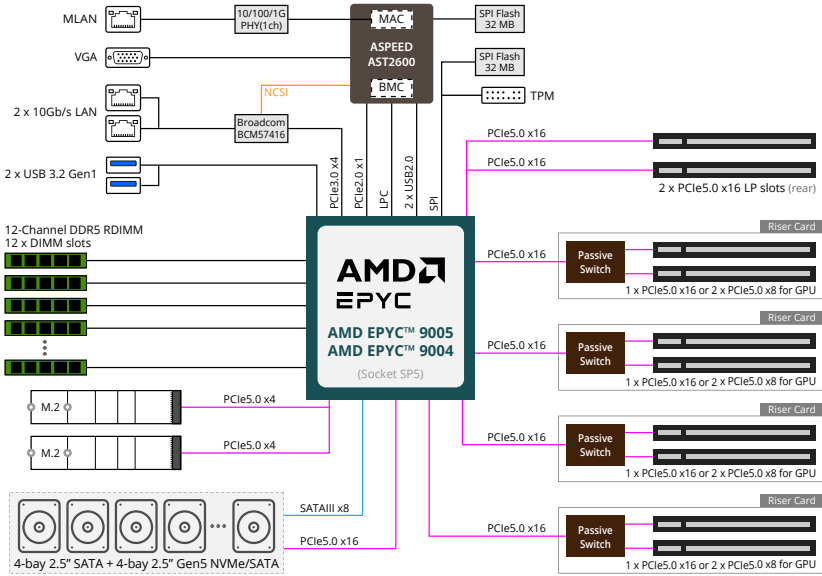 MLAN
10/100/1G
PHY(1ch)
MAC
SPI Flash
32 MB
VGA
ASPEED
AST2600
SPI Flash
32 MB
BMC
NCSI
TPM
2 x 10Gb/s LAN
Broadcom
BCM57416
2 x USB 3.2 Gen1
PCIe3.0 x4
PCIe2.0 x1
LPC
2 x USB2.0
SPI
PCIe5.0 x16
PCIe5.0 x16
2 x PCIe5.0 x16 LP slots (rear)
12-Channel DDR5 RDIMM
12 x DIMM slots
AMD
EPYC
AMD EPYC™ 9005
AMD EPYC™ 9004
(Socket SP5)
Riser Card
PCIe5.0 x16
Passive
Switch
1 x PCIe5.0 x16 or 2 x PCIe5.0 x8 for GPU
Riser Card
PCIe5.0 x16
Passive
Switch
1 x PCIe5.0 x16 or 2 x PCIe5.0 x8 for GPU
Riser Card
PCIe5.0 x16
Passive
Switch
1 x PCIe5.0 x16 or 2 x PCIe5.0 x8 for GPU
Riser Card
PCIe5.0 x16
Passive
Switch
1 x PCIe5.0 x16 or 2 x PCIe5.0 x8 for GPU
M.2
PCIe5.0 x4
M.2
PCIe5.0 x4
SATAIII x8
PCIe5.0 x16
4-bay 2.5” SATA + 4-bay 2.5” Gen5 NVMe/SATA